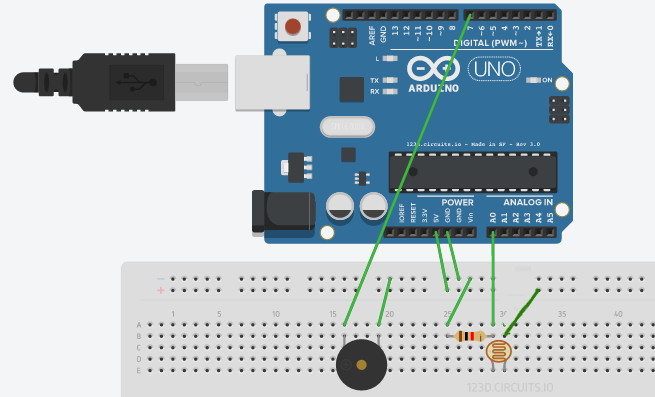 AREF
GND
13
12
~11
~10
~9
8
7
~6
~5
4
~3
2
TX→1
RX←0
DIGITAL (PWM~)
L
TX
RX
ARDUINO
UNO
ON
123D.circuits.io - Made in SF - Rev 3.0
POWER
ANALOG IN
IOREF
RESET
3.3V
5V
GND
GND
Vin
A0
A1
A2
A3
A4
A5
1
5
10
15
20
25
30
35
40
A
B
C
D
E
123D.CIRCUITS.IO